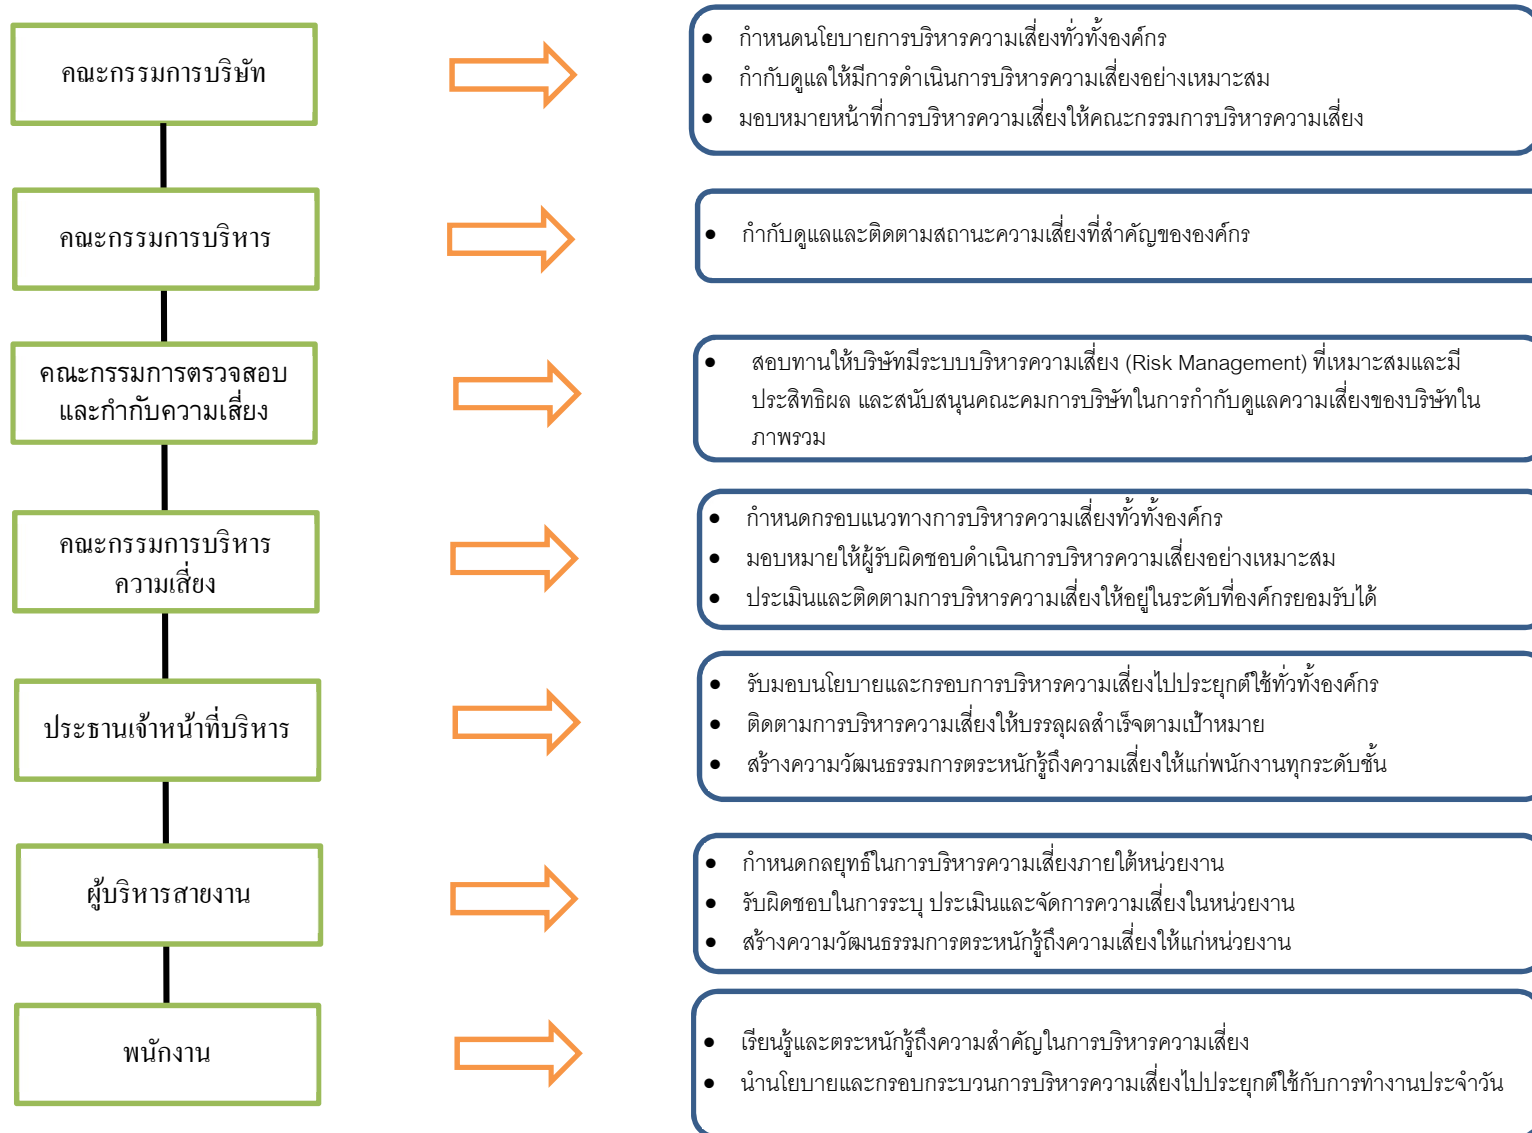 คณะกรรมการบริษัท
• กำหนดนโยบายการบริหารความเสี่ยงทั่วทั้งองค์กร
• กำกับดูแลให้มีการดำเนินการบริหารความเสี่ยงอย่างเหมาะสม
• มอบหมายหน้าที่การบริหารความเสี่ยงให้คณะกรรมการบริหารความเสี่ยง
คณะกรรมการบริหาร
• กำกับดูแลและติดตามสถานะความเสี่ยงที่สำคัญขององค์กร
คณะกรรมการตรวจสอบ
และกำกับความเสี่ยง
• สอบทานให้บริษัทมีระบบบริหารความเสี่ยง (Risk Management) ที่เหมาะสมและมี
ประสิทธิผล และสนับสนุนคณะคมการบริษัทในการกำกับดูแลความเสี่ยงของบริษัทใน
ภาพรวม
คณะกรรมการบริหาร
ความเสี่ยง
• กำหนดกรอบแนวทางการบริหารความเสี่ยงทั้วทั้งองค์กร
• มอบหมายให้ผู้รับผิดชอบดำเนินการบริหารความเสี่ยงอย่างเหมาะสม
• ประเมินและติดตามการบริหารความเสี่ยงให้อยู่ในระดับที่องค์กรยอมรับได้
ประธานเจ้าหน้าที่บริหาร
• รับมอบนโยบายและกรอบการบริหารความเสี่ยงไปประยุกต์ใช้ทั่วทั้งองค์กร
• ติดตามการบริหารความเสี่ยงให้บรรลุผลสำเร็จตามเป้าหมาย
• สร้างความวัฒนธรรมการตระหนักรู้ถึงความเสี่ยงให้แก่พนักงานทุกระดับชั้น
ผู้บริหารสายงาน
• กำหนดกลยุทธ์ในการบริหารความเสี่ยงภายใต้หน่วยงาน
• รับผิดชอบในการระบุ ประเมินและจัดการความเสี่ยงในหน่วยงาน
• สร้างความวัฒนธรรมการตระหนักรู้ถึงความเสี่ยงให้แก่หน่วยงาน
พนักงาน
• เรียนรู้และตระหนักรู้ถึงความสำคัญในการบริหารความเสี่ยง
• นำนโยบายและกรอบกระบวนการบริหารความเสี่ยงไปประยุกต์ใช้กับการทำงานประจำวัน